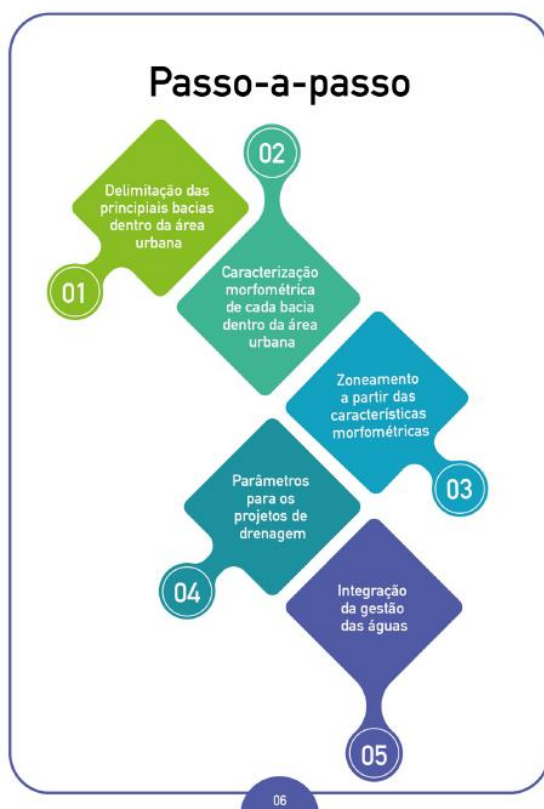 Passo-a-passo
01
Delimitação das
principiais bacias
dentro da área
urbana
02
Caracterização
morfométrica
de cada bacia
dentro da área
urbana
03
Zoneamento
a partir das
características
morfométricas
04
Parâmetros
para os
projetos de
drenagem
05
Integração
da gestão
das águas
06